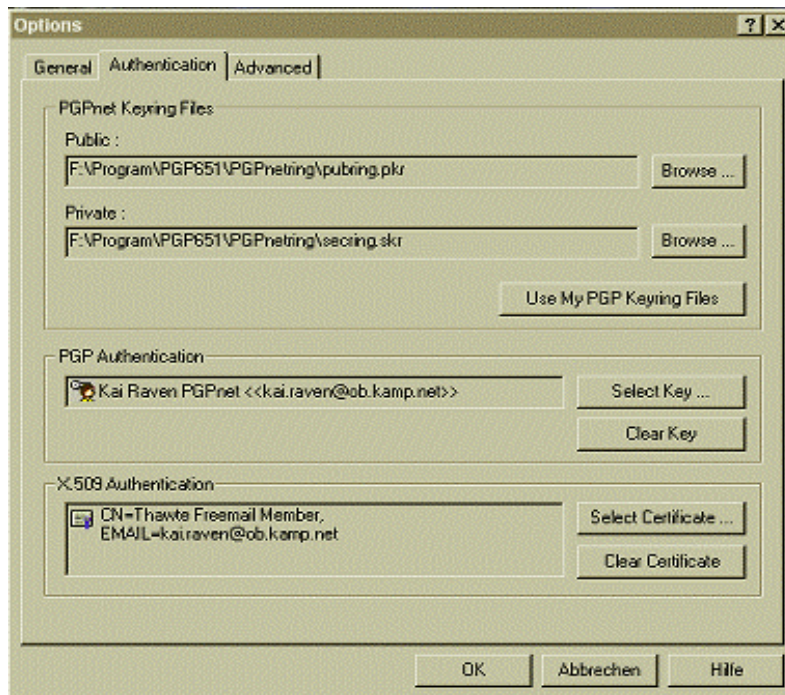 Options
General Authentication Advanced
PGPnet Keyring Files
Public :
F:\Program\PGP651\PGPnetring\pubring.pkr
Browse ...
Private :
F:\Program\PGP651\PGPnetring\secring.skr
Browse ...
Use My PGP Keyring Files
PGP Authentication
Kai Raven PGPnet <<kai.raven@ob.kamp.net>>
Select Key ...
Clear Key
X.509 Authentication
CN=Thawte Freemail Member,
EMAIL=kai.raven@ob.kamp.net
Select Certificate ...
Clear Certificate
OK Abbrechen Hilfe